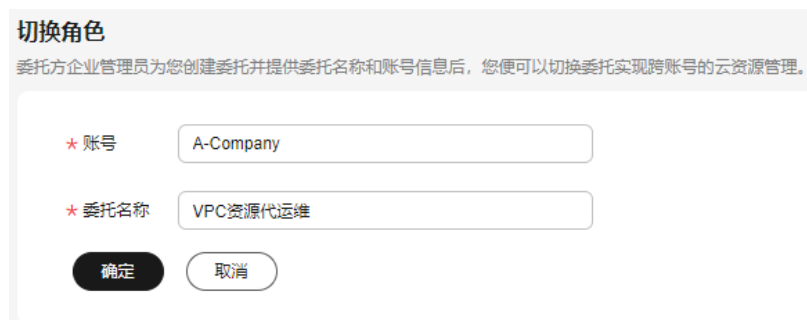 切换角色
委托方企业管理员为您创建委托并提供委托名称和账号信息后，您便可以切换委托实现跨账号的云资源管理。
* 账号 A-Company
* 委托名称 VPC资源代运维
确定 取消